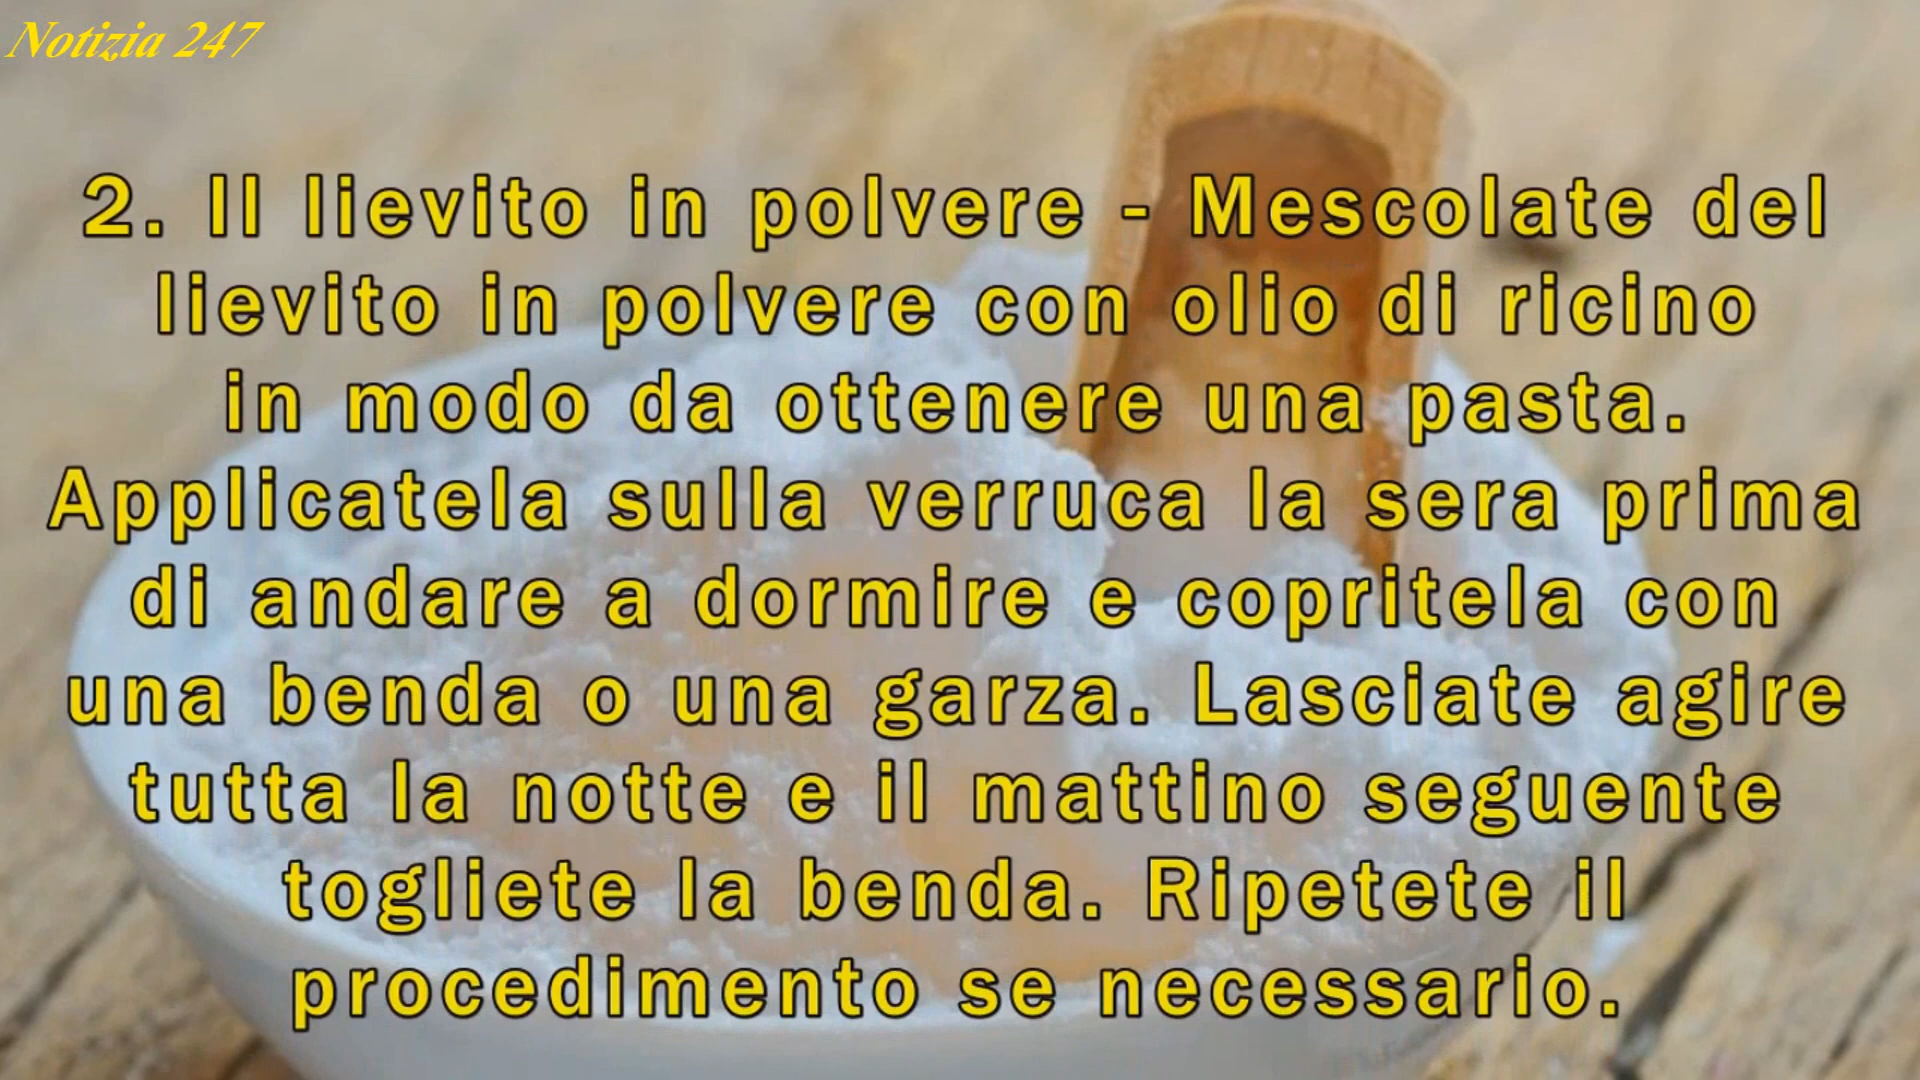 Notizia 247
2. Il lievito in polvere - Mescolate del
lievito in polvere con olio di ricino
in modo da ottenere una pasta.
Applicatela sulla verruca la sera prima
di andare a dormire e copritela con
una benda o una garza. Lasciate agire
tutta la notte e il mattino seguente
togliete la benda. Ripetete il
procedimento se necessario.